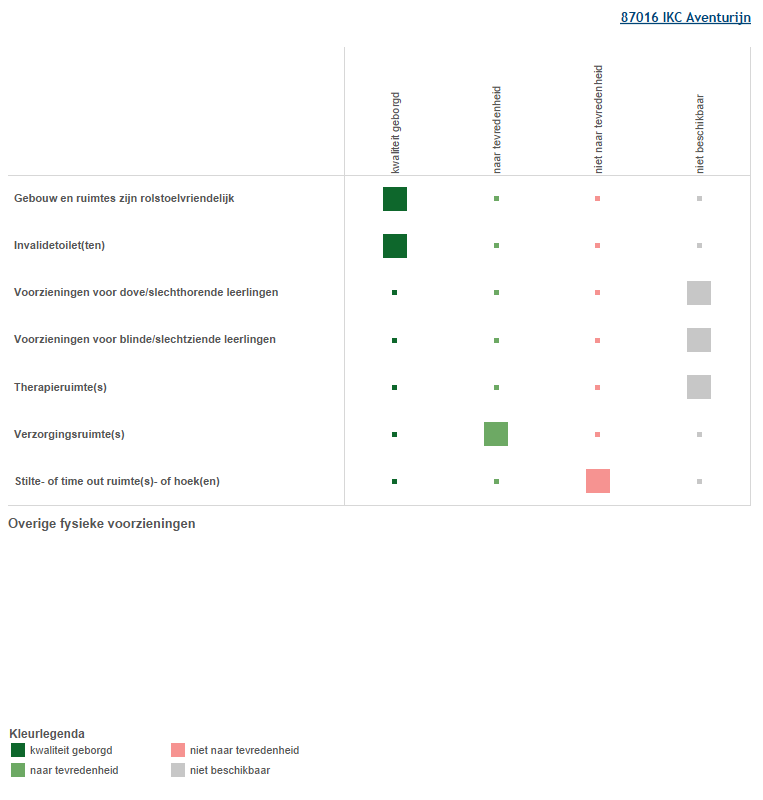 87016 IKC Aventurijn
kwaliteit geborgd
naar tevredenheid
niet naar tevredenheid
niet beschikbaar
Gebouw en ruimtes zijn rolstoelvriendelijk
Invalidetoilet(ten)
Voorzieningen voor dove/slechthorende leerlingen
Voorzieningen voor blinde/slechtziende leerlingen
Therapieruimte(s)
Verzorgingsruimte(s)
Stilte- of time out ruimte(s)- of hoek(en)
Overige fysieke voorzieningen
Kleurlegenda
kwaliteit geborgd
niet naar tevredenheid
naar tevredenheid
niet beschikbaar